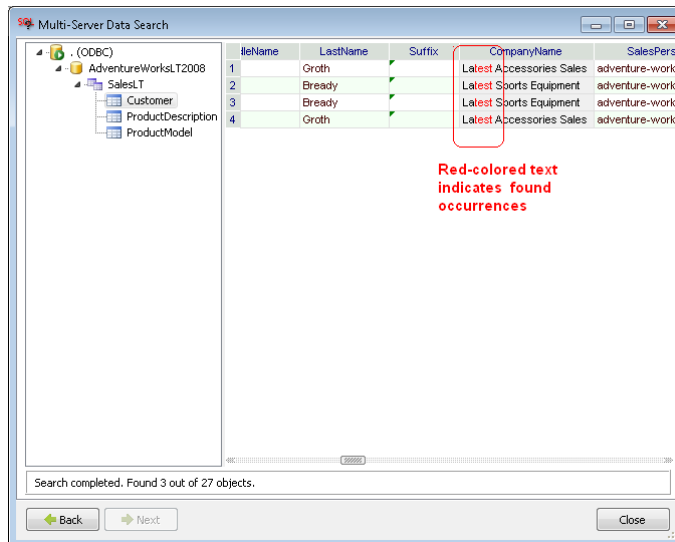 SQL Multi-Server Data Search
. (ODBC)
AdventureWorksLT2008
SalesLT
Customer
ProductDescription
ProductModel
lleName LastName Suffix CompanyName SalesPers
1 Groth Latest Accessories Sales adventure-work
2 Bready Latest Sports Equipment adventure-work
3 Bready Latest Sports Equipment adventure-work
4 Groth Latest Accessories Sales adventure-work
Red-colored text
indicates found
occurrences
Search completed. Found 3 out of 27 objects.
Back Next Close